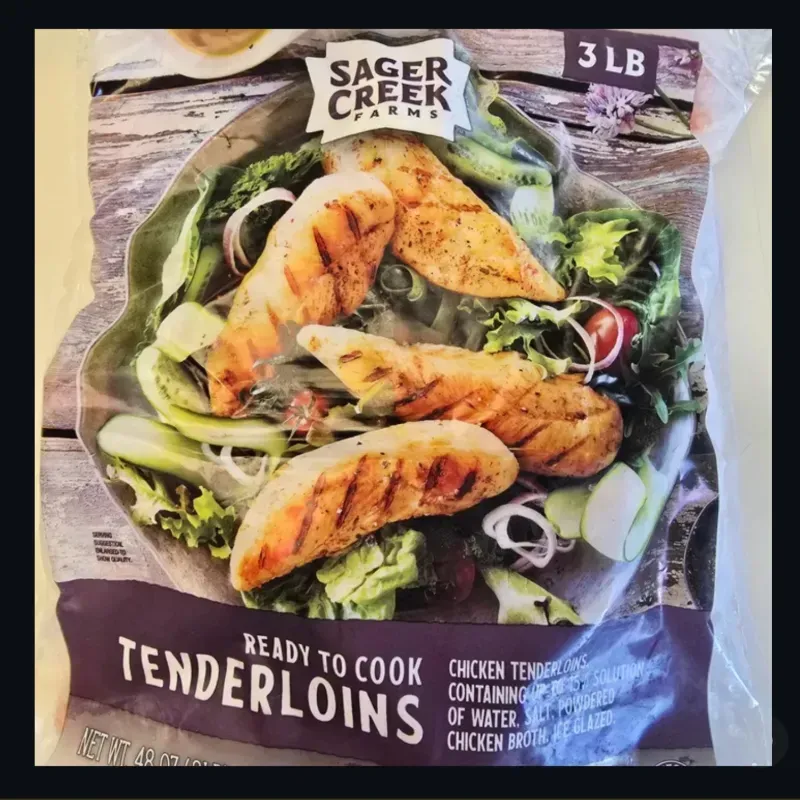 SAGER
CREEK
FARMS
3 LB
SERVING
SUGGESTION.
ENLARGED TO
SHOW QUALITY.
READY TO COOK
TENDERLOINS
CHICKEN TENDERLOINS.
CONTAINING UP TO 15% SOLUTION
OF WATER, SALT, POWDERED
CHICKEN BROTH. ICE GLAZED.
NET WT 48 OZ